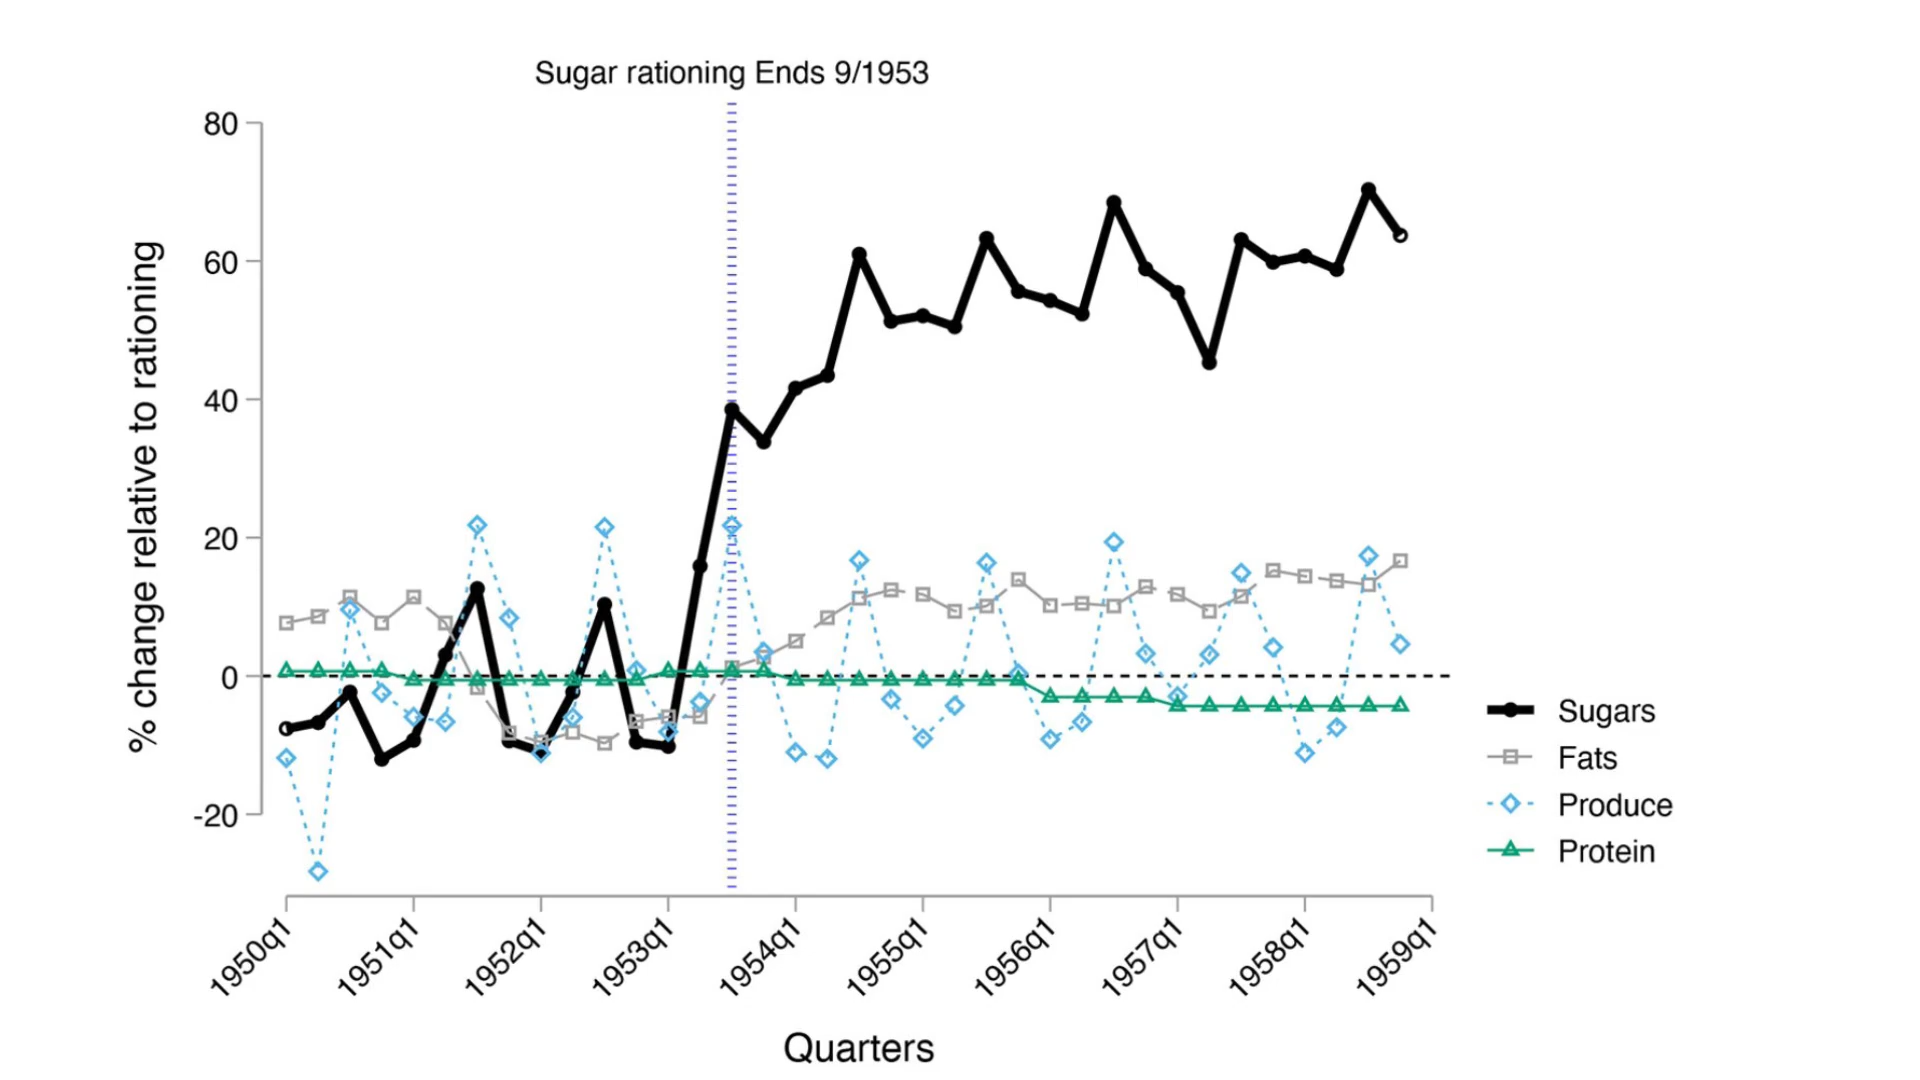 Sugar rationing Ends 9/1953
80
60
40
20
0
-20
% change relative to rationing
1950q1
1951q1
1952q1
1953q1
1954q1
1955q1
1956q1
1957q1
1958q1
1959q1
Quarters
Sugars
Fats
Produce
Protein